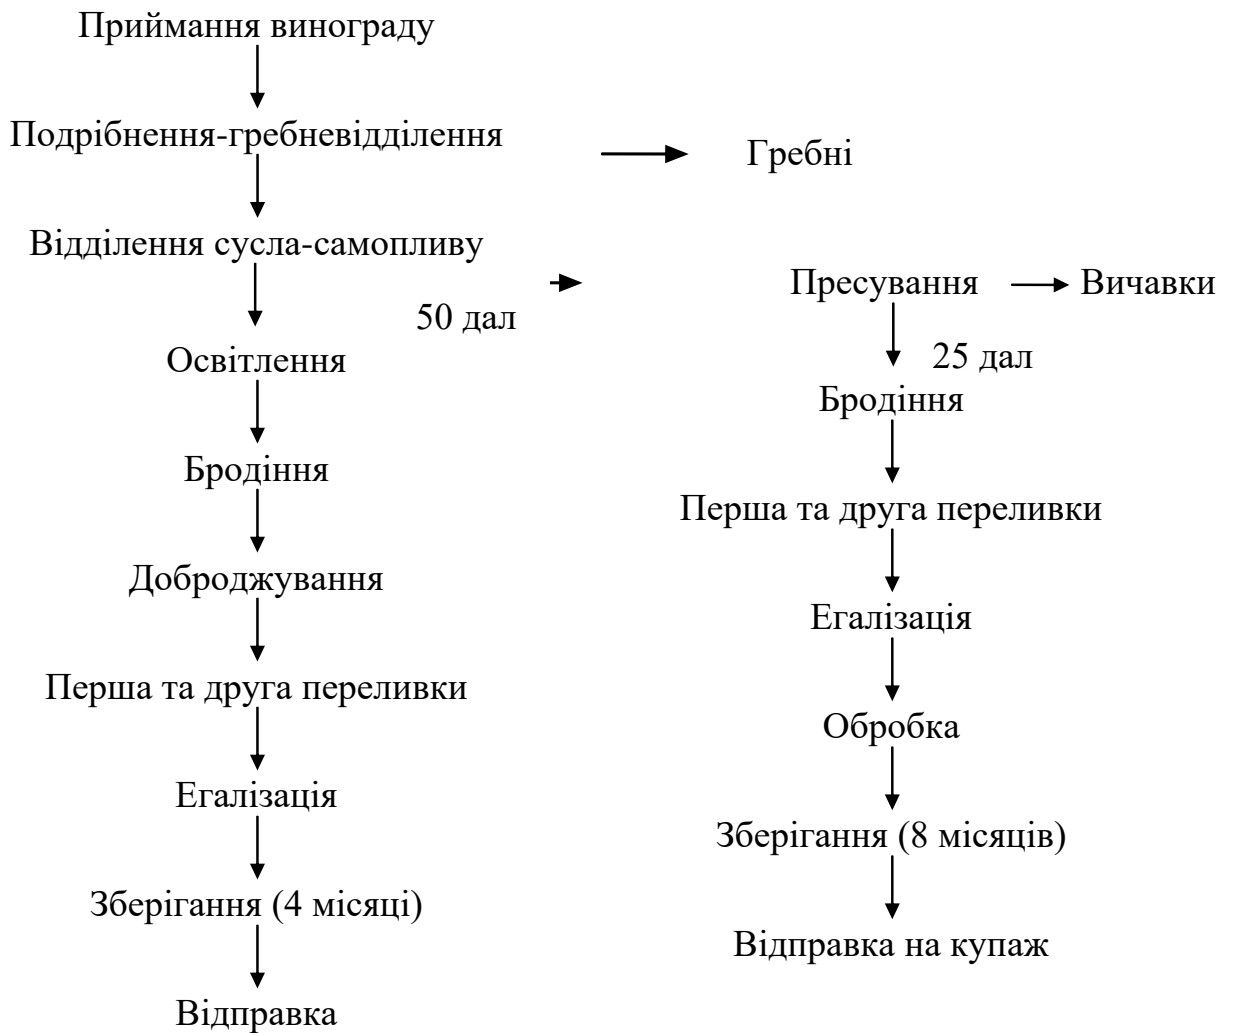 Приймання винограду
Подрібнення-гребневідділення
Гребні
Відділення сусла-самопливу
50 дал
Пресування
Вичавки
25 дал
Освітлення
Бродіння
Доброджування
Перша та друга переливки
Егалізація
Зберігання (4 місяці)
Відправка
Бродіння
Перша та друга переливки
Егалізація
Обробка
Зберігання (8 місяців)
Відправка на купаж